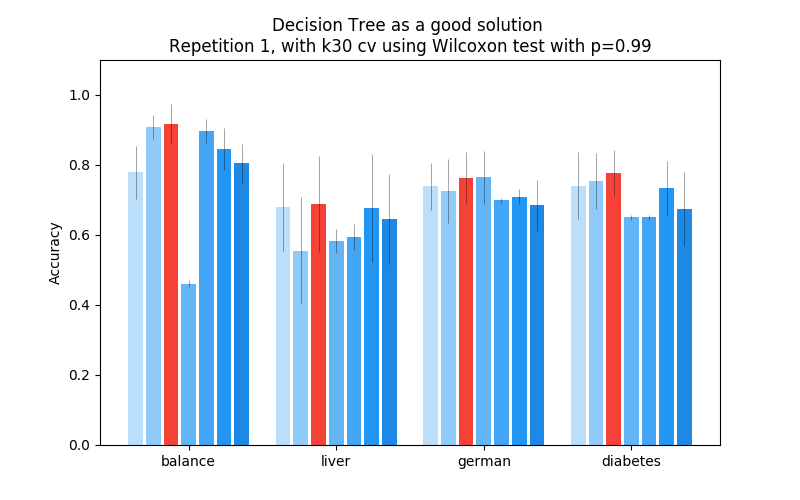 Decision Tree as a good solution
Repetition 1, with k30 cv using Wilcoxon test with p=0.99
1.0
0.8
0.6
0.4
0.2
0.0
Accuracy
balance liver german diabetes